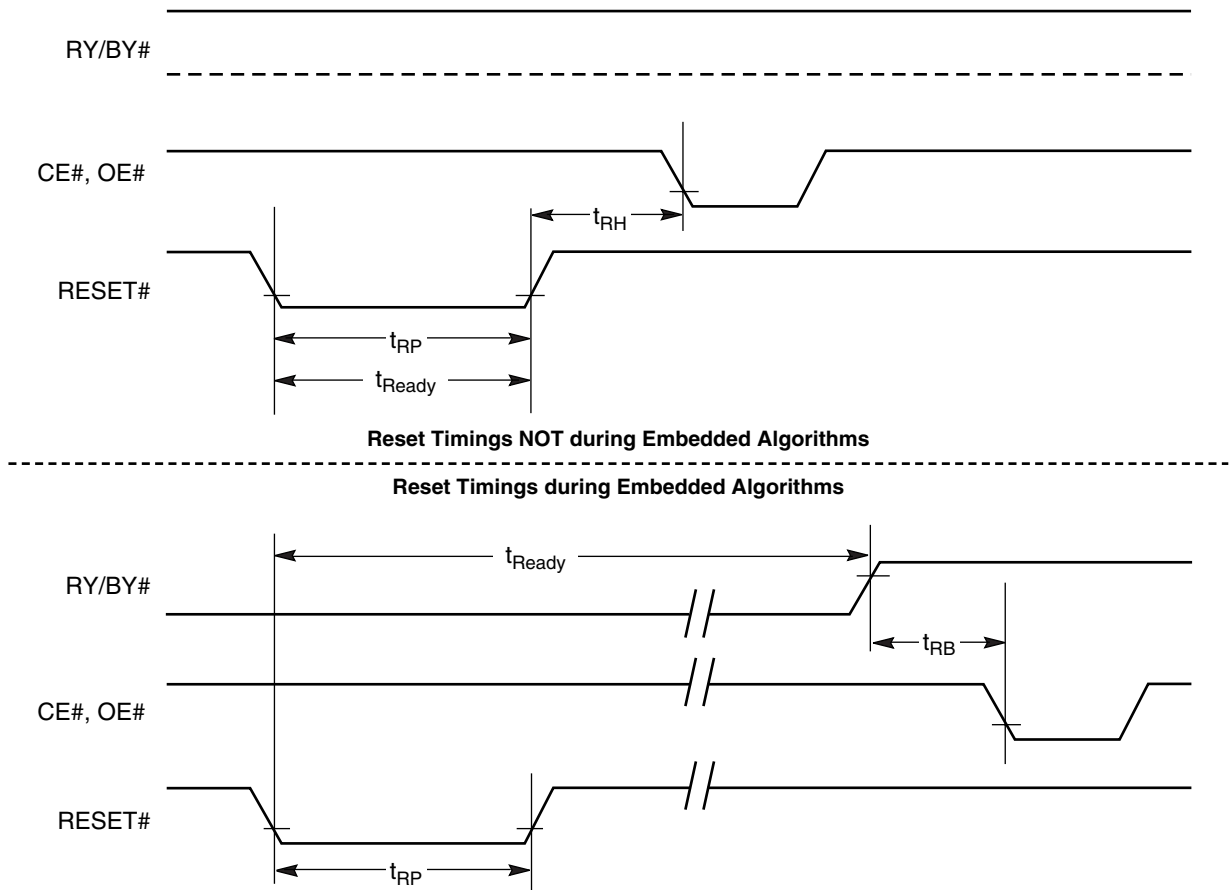 RY/BY#
CE#, OE#
tRH
RESET#
tRP
tReady
Reset Timings NOT during Embedded Algorithms
Reset Timings during Embedded Algorithms
tReady
RY/BY#
tRB
CE#, OE#
RESET#
tRP